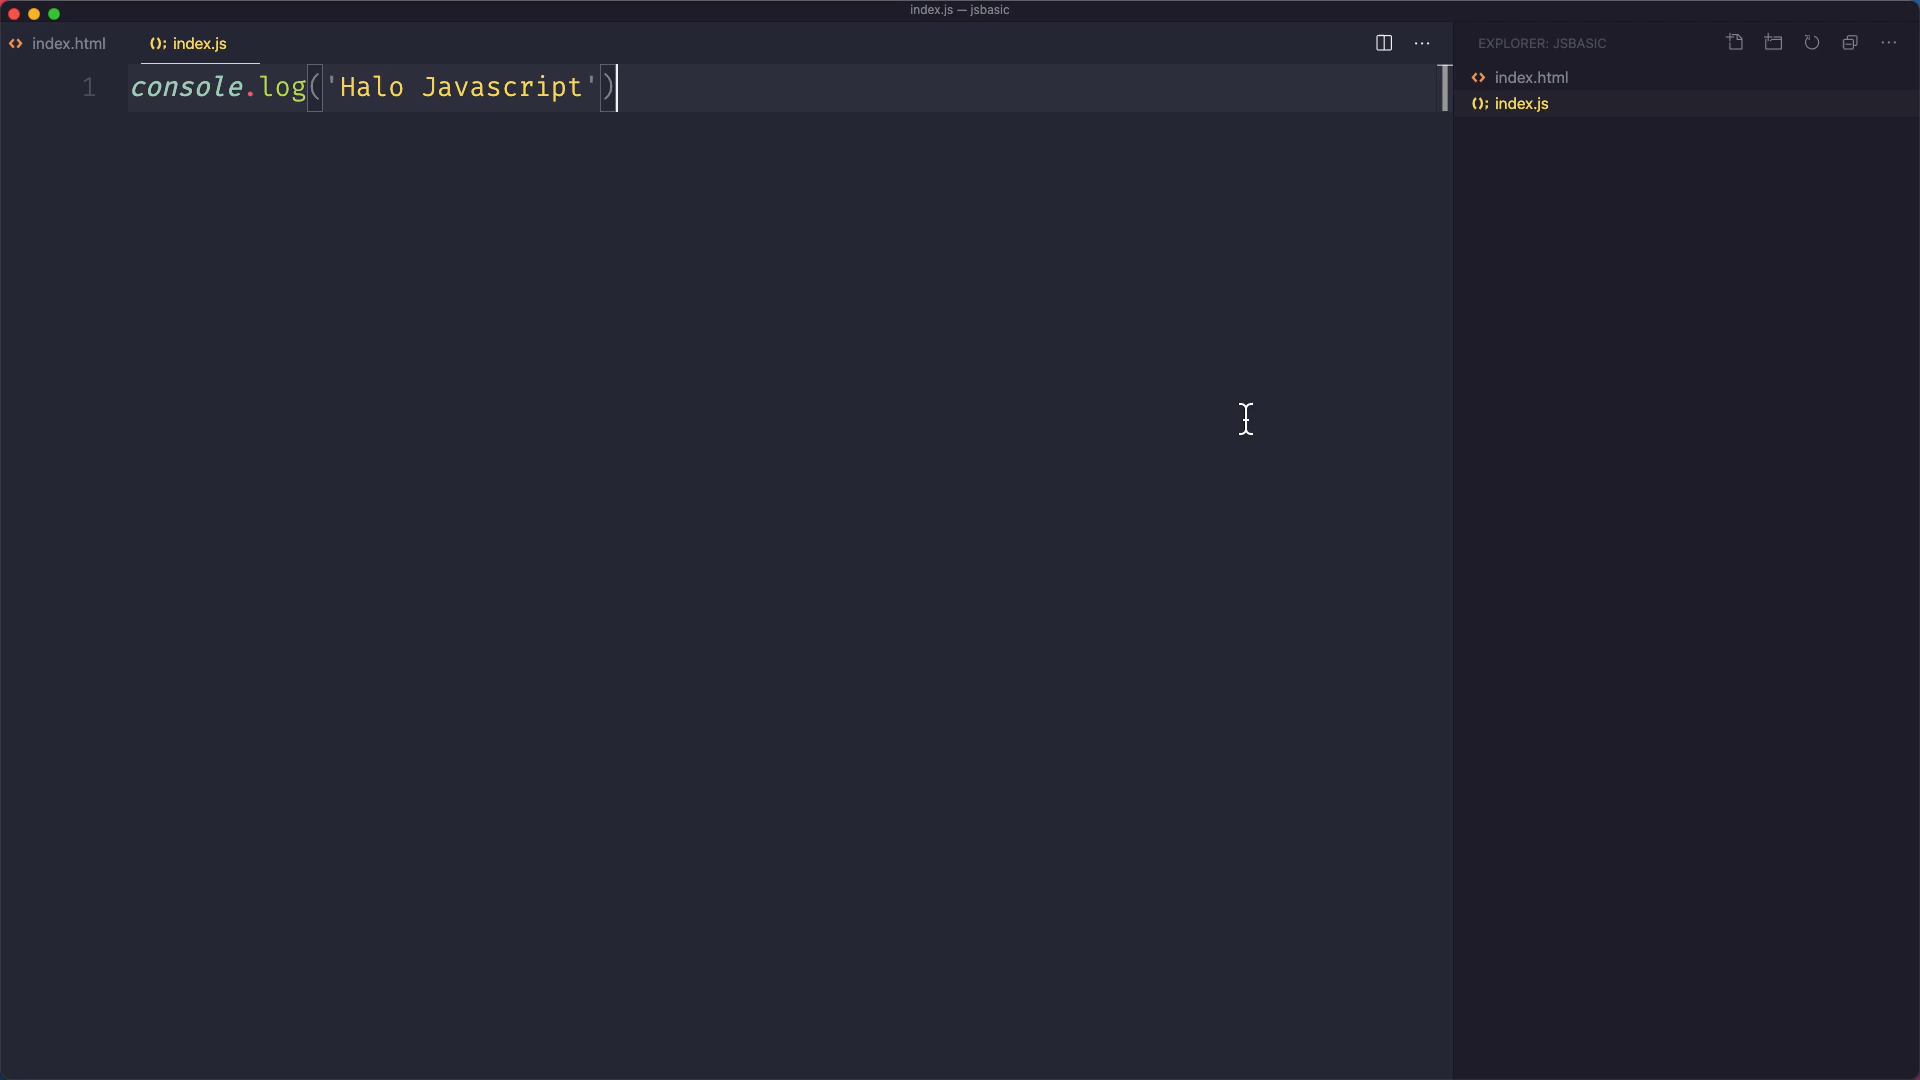 index.js — jsbasic
index.html
(); index.js
EXPLORER: JSBASIC
1 console.log('Halo Javascript')
index.html
(); index.js